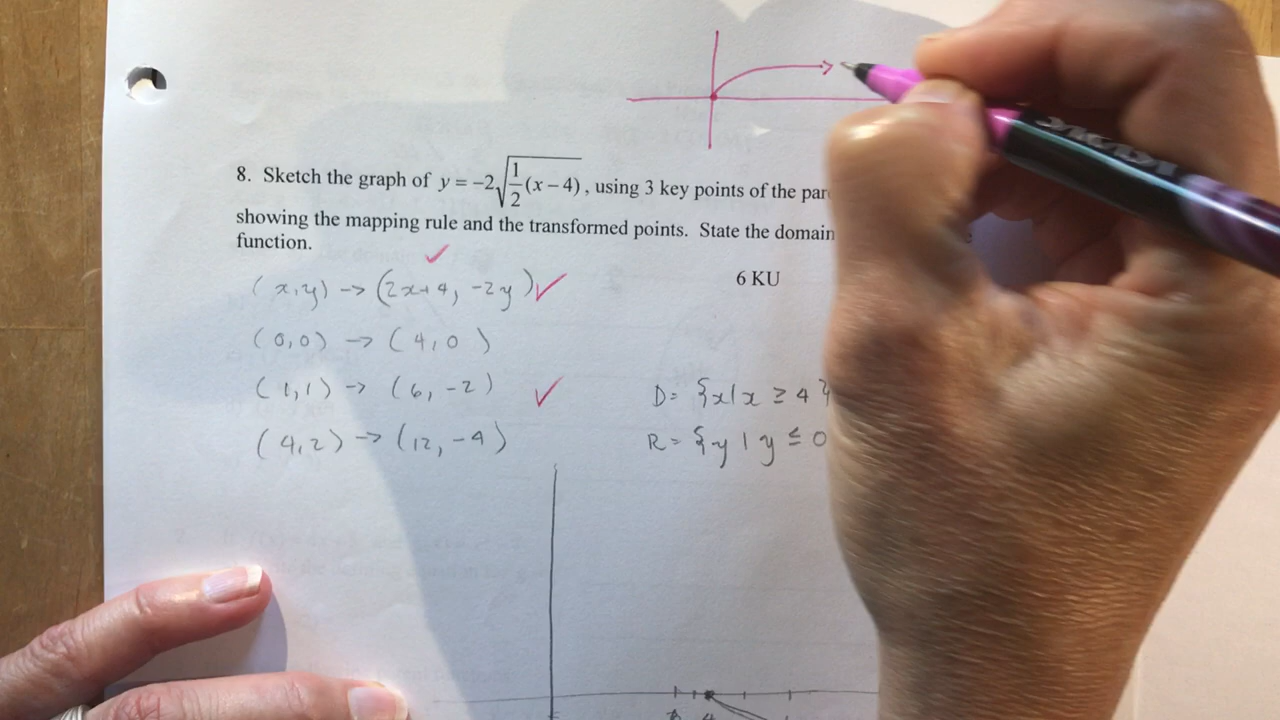 8. Sketch the graph of y = -2√(1/2 (x – 4)) , using 3 key points of the
showing the mapping rule and the transformed points. State the domain
function.
6 KU
(x,y) -> (2x+4, -2y) ✓
(0,0) -> (4,0)
(1,1) -> (6,-2) ✓
(4,2) -> (12,-4)
D= {x|x ≥ 4}
R= {y | y ≤ 0
4